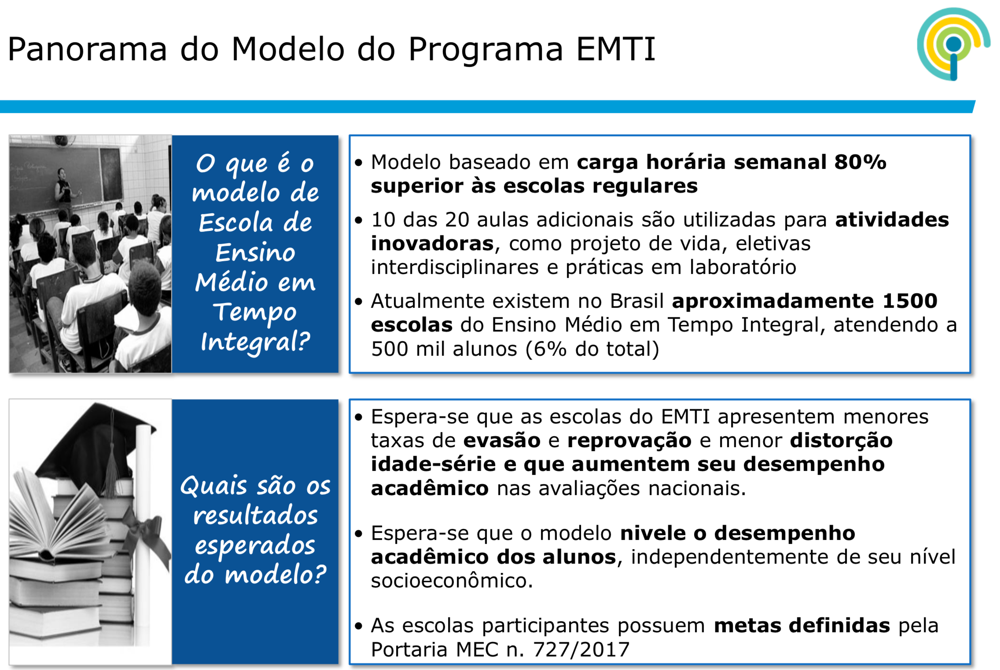 Panorama do Modelo do Programa EMTI
O que é o
modelo de
Escola de
Ensino
Médio em
Tempo
Integral?
• Modelo baseado em carga horária semanal 80%
superior às escolas regulares
• 10 das 20 aulas adicionais são utilizadas para atividades
inovadoras, como projeto de vida, eletivas
interdisciplinares e práticas em laboratório
• Atualmente existem no Brasil aproximadamente 1500
escolas do Ensino Médio em Tempo Integral, atendendo a
500 mil alunos (6% do total)
Quais são os
resultados
esperados
do modelo?
• Espera-se que as escolas do EMTI apresentem menores
taxas de evasão e reprovação e menor distorção
idade-série e que aumentem seu desempenho
acadêmico nas avaliações nacionais.
• Espera-se que o modelo nivele o desempenho
acadêmico dos alunos, independentemente de seu nível
socioeconômico.
• As escolas participantes possuem metas definidas pela
Portaria MEC n. 727/2017